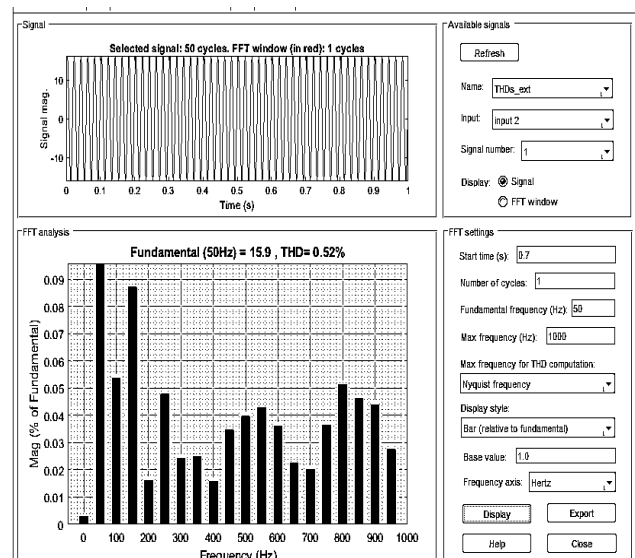 Signal
Selected signal: 50 cycles. FFT window (in red): 1 cycles
Signal mag.
10
0
-10
0 0.1 0.2 0.3 0.4 0.5 0.6 0.7 0.8 0.9 1
Time (s)
Available signals
Refresh
Name: THDs_ext
Input: input 2
Signal number: 1
Display: Signal
FFT window
FFT analysis
Fundamental (50Hz) = 15.9 , THD= 0.52%
Mag (% of Fundamental)
0.09
0.08
0.07
0.06
0.05
0.04
0.03
0.02
0.01
0
0 100 200 300 400 500 600 700 800 900 1000
Frequency (Hz)
FFT settings
Start time (s): 0.7
Number of cycles: 1
Fundamental frequency (Hz): 50
Max frequency (Hz): 1000
Max frequency for THD computation:
Nyquist frequency
Display style:
Bar (relative to fundamental)
Base value: 1.0
Frequency axis: Hertz
Display Export
Help Close